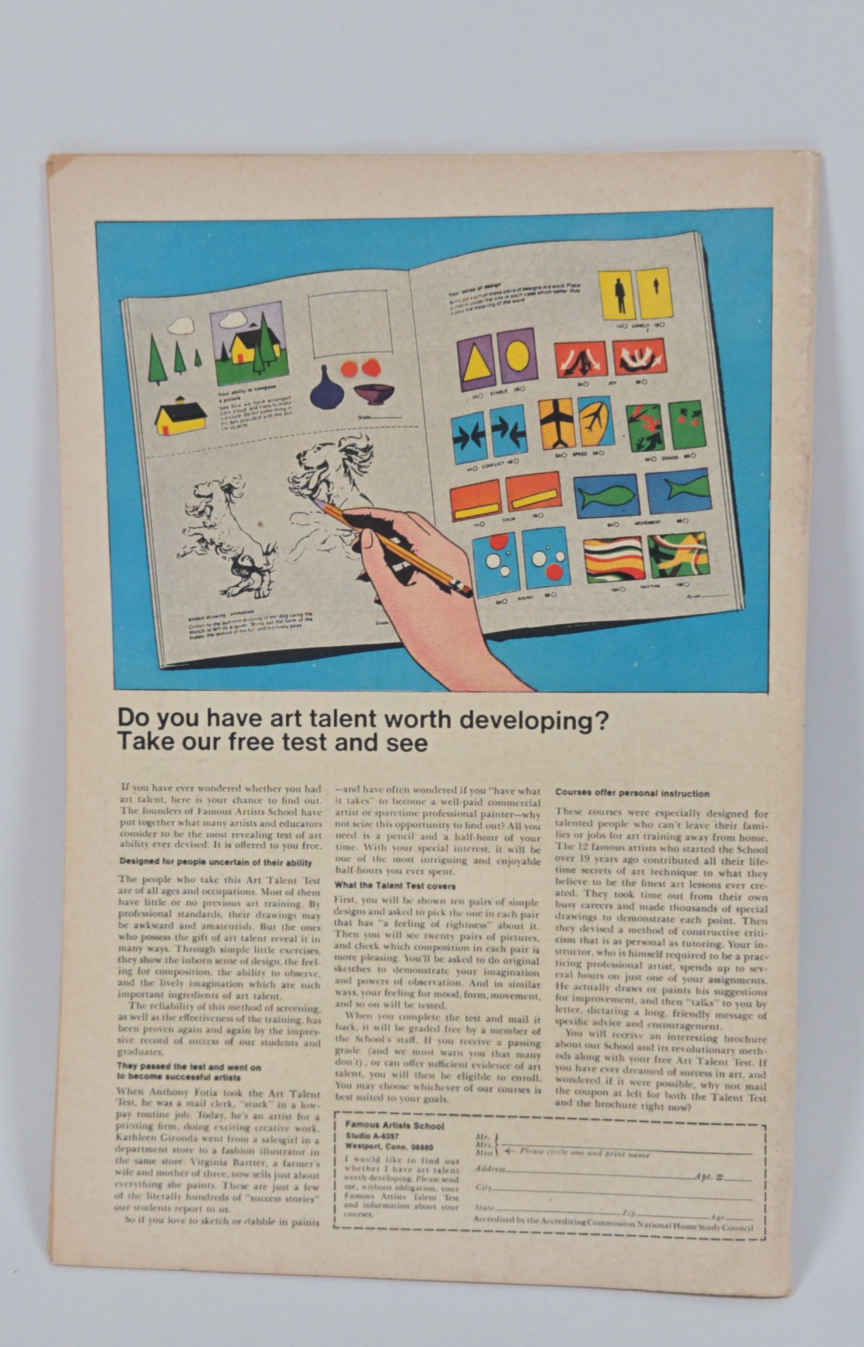 Your sense of design
Your ability to compose
a picture
Do you have art talent worth developing?
Take our free test and see
If you have ever wondered whether you had
art talent, here is your chance to find out.
The founders of Famous Artists School have
put together what many artists and educators
consider to be the most revealing test of art
ability ever devised. It is offered to you free.
Designed for people uncertain of their ability
The people who take this Art Talent Test
are of all ages and occupations. Most of them
have little or no previous art training. By
professional standards, their drawings may
be awkward and amateurish. But the ones
who possess the gift of art talent reveal it in
many ways. Through simple little exercises,
they show the inborn sense of design, the feel-
ing for composition, the ability to observe,
and the lively imagination which are such
important ingredients of art talent.
The reliability of this method of screening,
as well as the effectiveness of the training, has
been proven again and again by the impres-
sive record of success of our students and
graduates.
They passed the test and went on
to become successful artists
When Anthony Fotia took the Art Talent
Test, he was a mail clerk, "stuck" in a low-
pay routine job. Today, he's an artist for a
printing firm, doing exciting creative work.
Kathleen Gironda went from a salesgirl in a
department store to a fashion illustrator in
the same store. Virginia Bartter, a farmer's
wife and mother of three, now sells just about
everything she paints. These are just a few
of the literally hundreds of "success stories"
our students report to us.
So if you love to sketch or dabble in paints
—and have often wondered if you "have what
it takes" to become a well-paid commercial
artist or sparetime professional painter—why
not seize this opportunity to find out? All you
need is a pencil and a half-hour of your
time. With your special interest, it will be
one of the most intriguing and enjoyable
half-hours you ever spent.
What the Talent Test covers
First, you will be shown ten pairs of simple
designs and asked to pick the one in each pair
that has "a feeling of rightness" about it.
Then you will see twenty pairs of pictures,
and check which composition in each pair is
more pleasing. You'll be asked to do original
sketches to demonstrate your imagination
and powers of observation. And in similar
ways, your feeling for mood, form, movement,
and so on will be tested.
When you complete the test and mail it
back, it will be graded free by a member of
the School's staff. If you receive a passing
grade (and we must warn you that many
don't), or can offer sufficient evidence of art
talent, you will then be eligible to enroll.
You may choose whichever of our courses is
best suited to your goals.
Courses offer personal instruction
These courses were especially designed for
talented people who can't leave their fami-
lies or jobs for art training away from home.
The 12 famous artists who started the School
over 19 years ago contributed all their life-
time secrets of art technique to what they
believe to be the finest art lessons ever cre-
ated. They took time out from their own
busy careers and made thousands of special
drawings to demonstrate each point. Then
they devised a method of constructive criti-
cism that is as personal as tutoring. Your in-
structor, who is himself required to be a prac-
ticing professional artist, spends up to sev-
eral hours on just one of your assignments.
He actually draws or paints his suggestions
for improvement, and then "talks" to you by
letter, dictating a long, friendly message of
specific advice and encouragement.
You will receive an interesting brochure
about our School and its revolutionary meth-
ods along with your free Art Talent Test. If
you have ever dreamed of success in art, and
wondered if it were possible, why not mail
the coupon at left for both the Talent Test
and the brochure right now?
Famous Artists School
Studio A-6397
Westport, Conn. 06880
I would like to find out
whether I have art talent
worth developing. Please send
me, without obligation, your
Famous Artists Talent Test
and information about your
courses.
Mr.
Mrs.
Miss
Please circle one and print name
Address Apt. #
City
State Zip Age
Accredited by the Accrediting Commission National Home Study Council